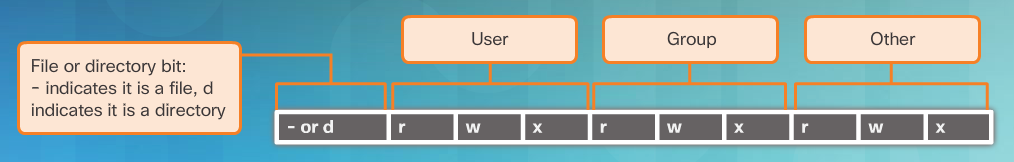 User
Group
Other
File or directory bit:
- indicates it is a file, d
indicates it is a directory
- or d r w x r w x r w x